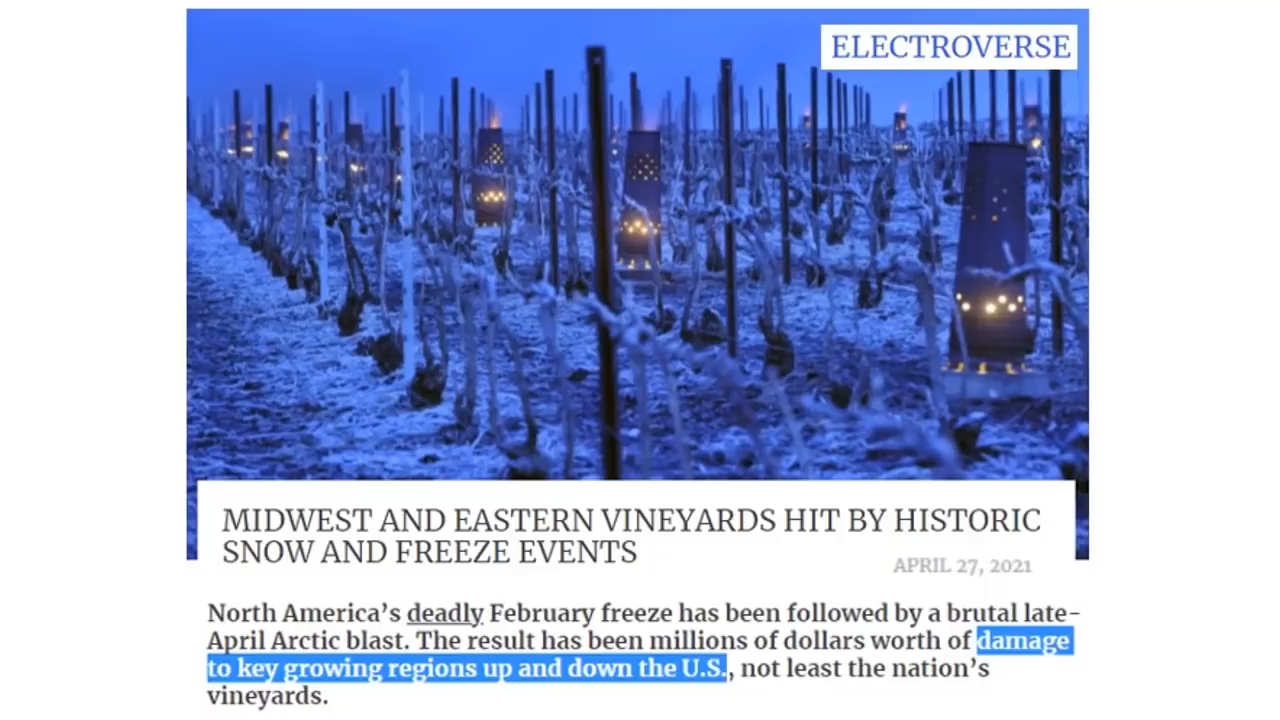 ELECTROVERSE
MIDWEST AND EASTERN VINEYARDS HIT BY HISTORIC
SNOW AND FREEZE EVENTS
APRIL 27, 2021
North America’s deadly February freeze has been followed by a brutal late-
April Arctic blast. The result has been millions of dollars worth of damage
to key growing regions up and down the U.S., not least the nation’s
vineyards.